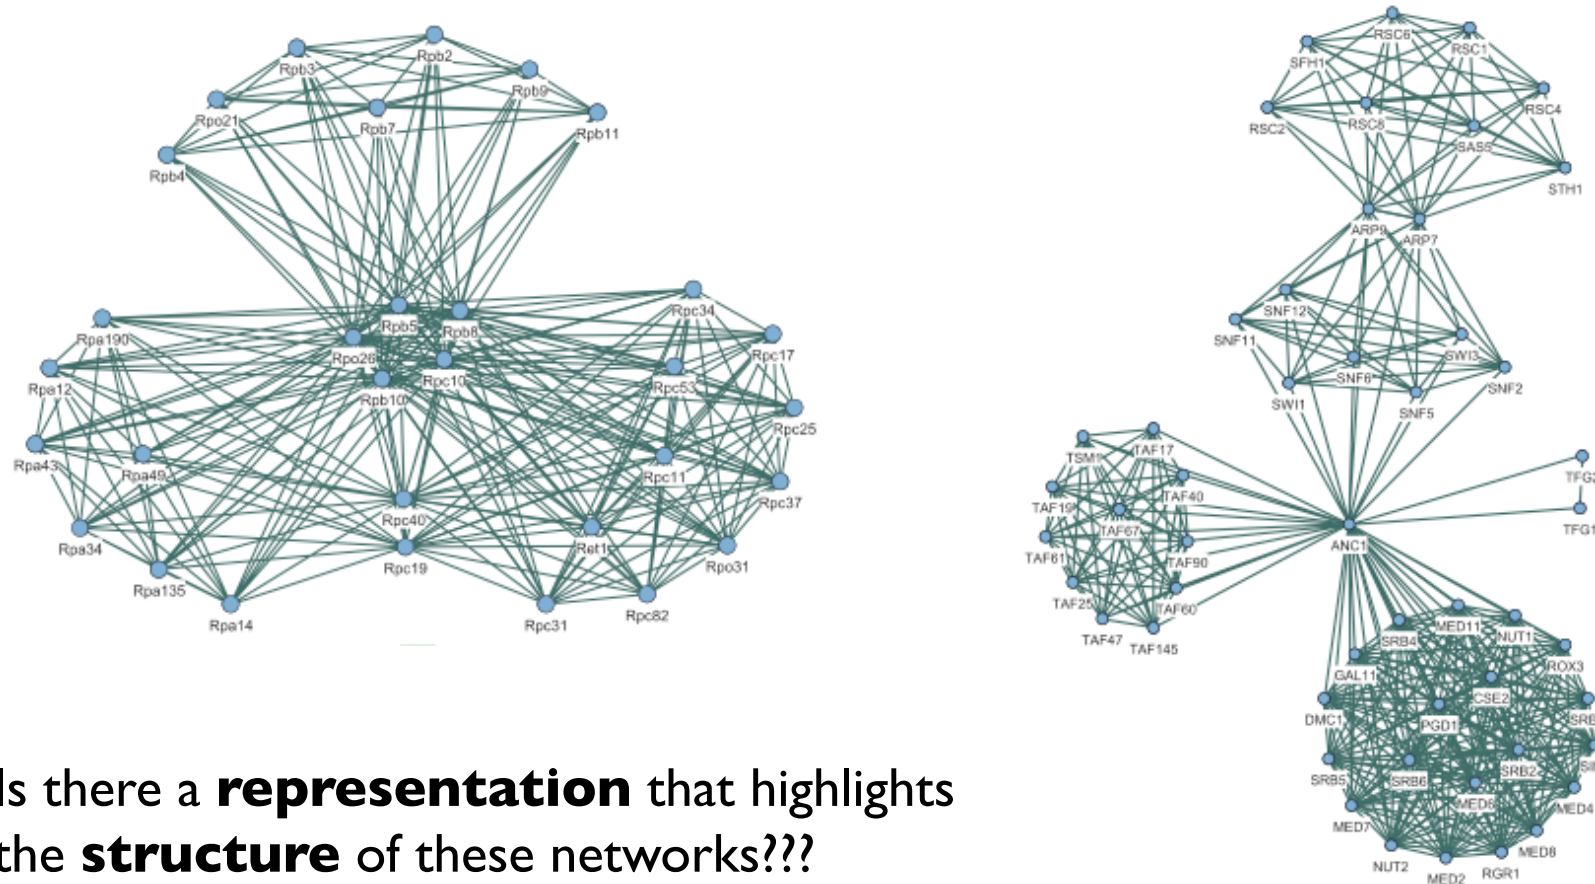 Rpb2
Rpb3
Rpb9
Rpo21
Rpb7
Rpb11
Rpb4
Rpc34
Rpb5
Rpb8
Rpa190
Rpo26
Rpc17
Rpa12
Rpc10
Rpc53
Rpb10
Rpc25
Rpa43
Rpa49
Rpc11
Rpc37
Rpc40
Rpa34
Ret1
Rpo31
Rpc19
Rpa135
Rpa14
Rpc31
Rpc82
RSC6
RSC1
SFH1
RSC4
RSC2
RSC8
SAS5
STH1
ARP9
ARP7
SNF12
SNF11
SWI3
SNF6
SNF2
SWI1
SNF5
TSM1
TAF17
TFG2
TAF19
TAF40
TAF67
TFG1
ANC1
TAF61
TAF90
TAF25
TAF60
TAF47
TAF145
MED11
SRB4
NUT1
GAL11
ROX3
CSE2
DMC1
PGD1
SRB
SRB5
SRB6
SRB2
MED6
MED4
MED7
MED8
NUT2
MED2
RGR1
Is there a representation that highlights
the structure of these networks???